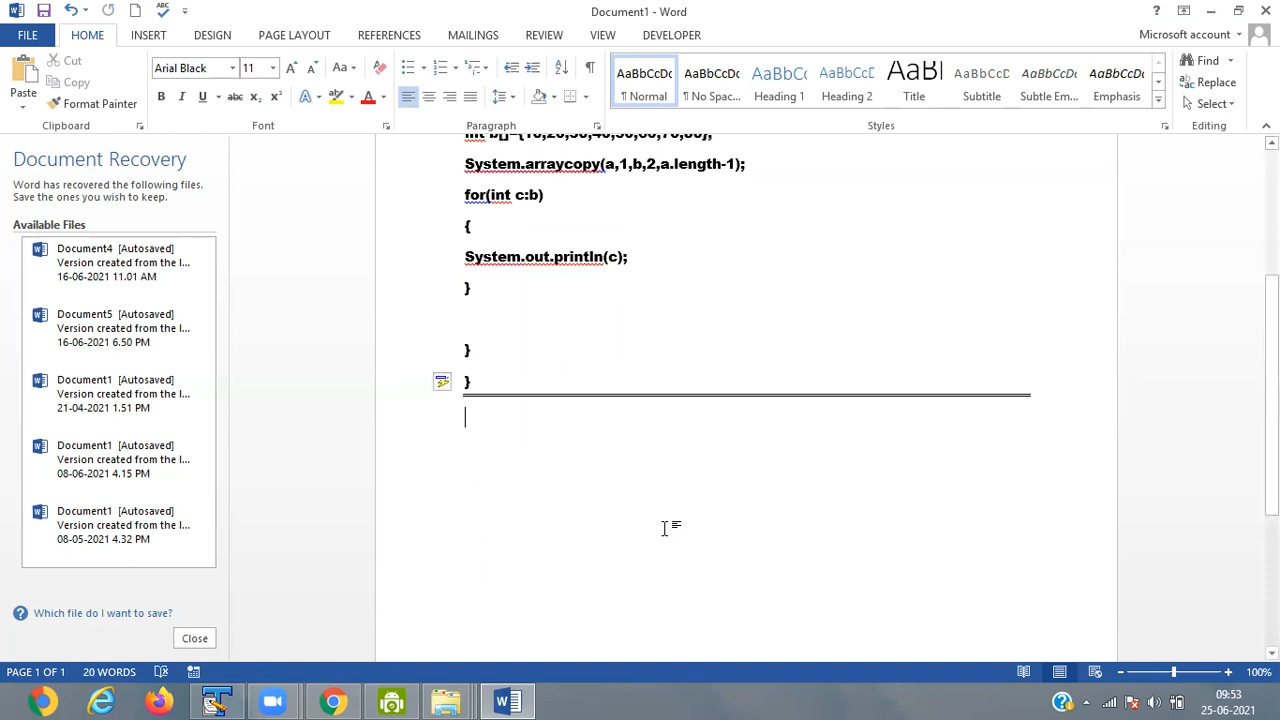 Document1 - Word
FILE HOME INSERT DESIGN PAGE LAYOUT REFERENCES MAILINGS REVIEW VIEW DEVELOPER Microsoft account
Paste
Cut
Copy
Format Painter
Clipboard
Arial Black 11
Font
Paragraph
AaBbCcDc AaBbCcDc AaBbCc AaBbCcD AaBl AaBbCcD AaBbCcDc AaBbCcDc
¶ Normal ¶ No Spac... Heading 1 Heading 2 Title Subtitle Subtle Em... Emphasis
Styles
Find
Replace
Select
Editing
Document Recovery
Word has recovered the following files.
Save the ones you wish to keep.
Available Files
Document4 [Autosaved]
Version created from the l...
16-06-2021 11.01 AM
Document5 [Autosaved]
Version created from the l...
16-06-2021 6.50 PM
Document1 [Autosaved]
Version created from the l...
21-04-2021 1.51 PM
Document1 [Autosaved]
Version created from the l...
08-06-2021 4.15 PM
Document1 [Autosaved]
Version created from the l...
08-05-2021 4.32 PM
Which file do I want to save?
Close
System.arraycopy(a,1,b,2,a.length-1);
for(int c:b)
{
System.out.println(c);
}
}
}
PAGE 1 OF 1 20 WORDS 100%
09:53
25-06-2021